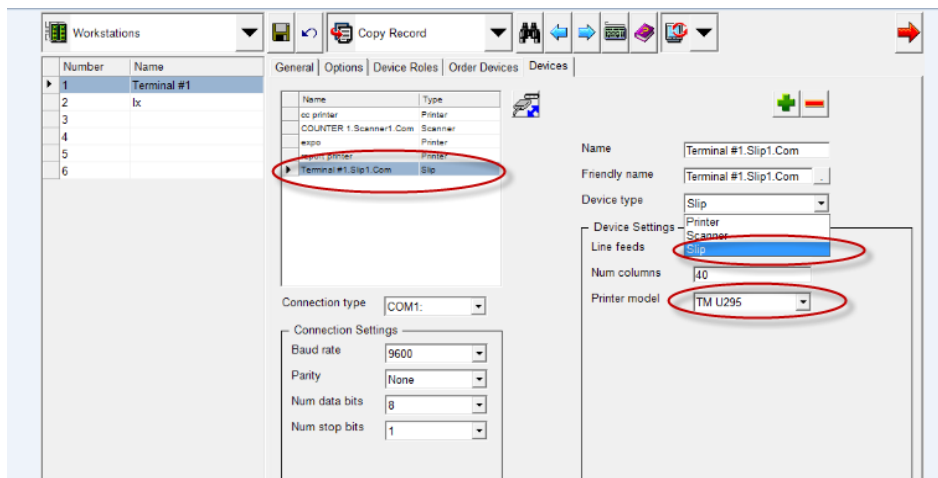 Workstations
Copy Record
Number Name
1 Terminal #1
2 lx
3
4
5
6
General Options Device Roles Order Devices Devices
Name Type
cc printer Printer
COUNTER 1.Scanner1.Com Scanner
expo Printer
report printer Printer
Terminal #1.Slip1.Com Slip
Connection type COM1:
Connection Settings
Baud rate 9600
Parity None
Num data bits 8
Num stop bits 1
Name Terminal #1.Slip1.Com
Friendly name Terminal #1.Slip1.Com .
Device type Slip
Printer
Scanner
Slip
Device Settings
Line feeds
Num columns 40
Printer model TM U295